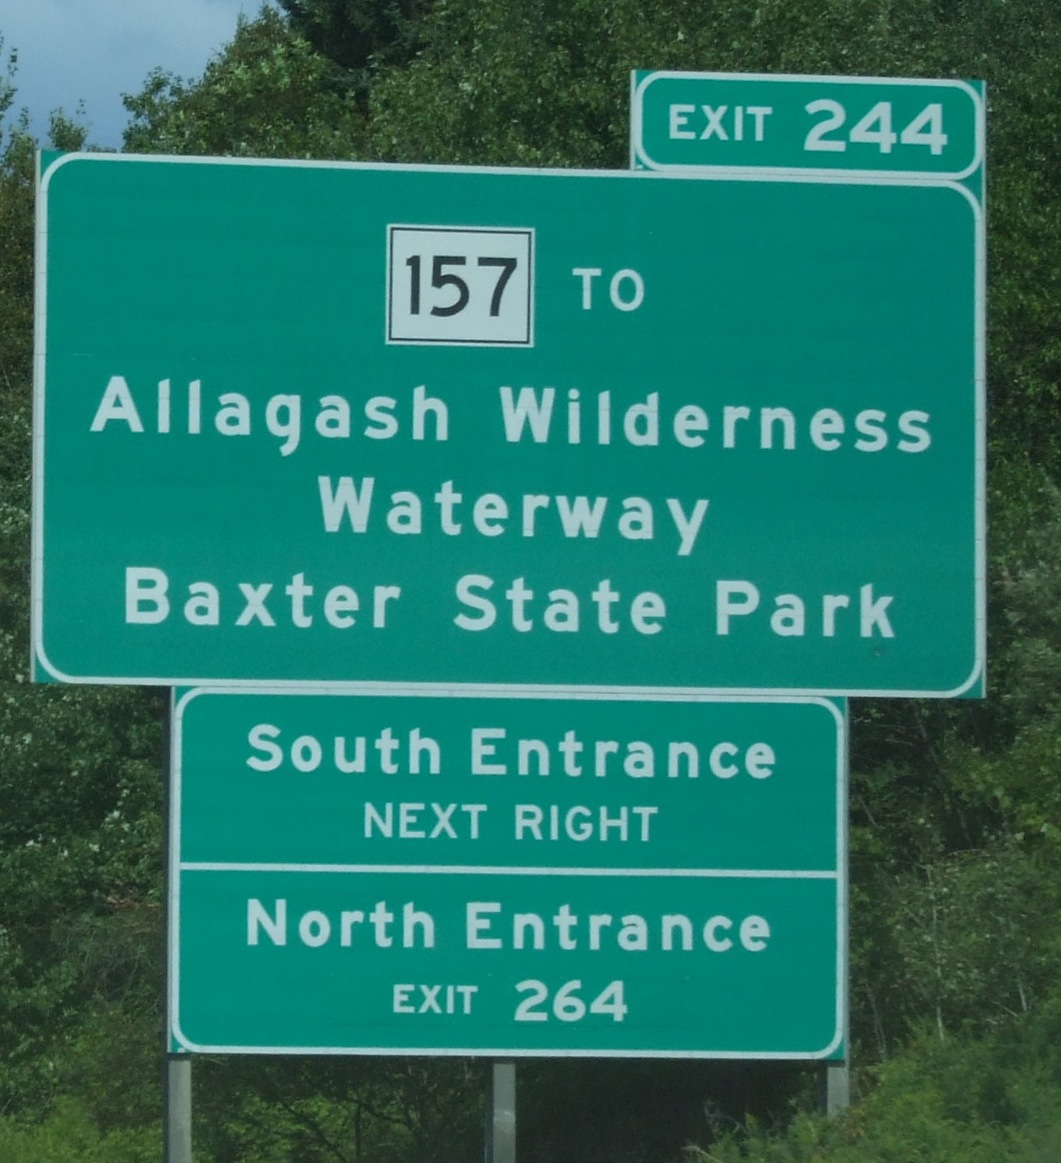 EXIT 244
157 TO
Allagash Wilderness
Waterway
Baxter State Park
South Entrance
NEXT RIGHT
North Entrance
EXIT 264